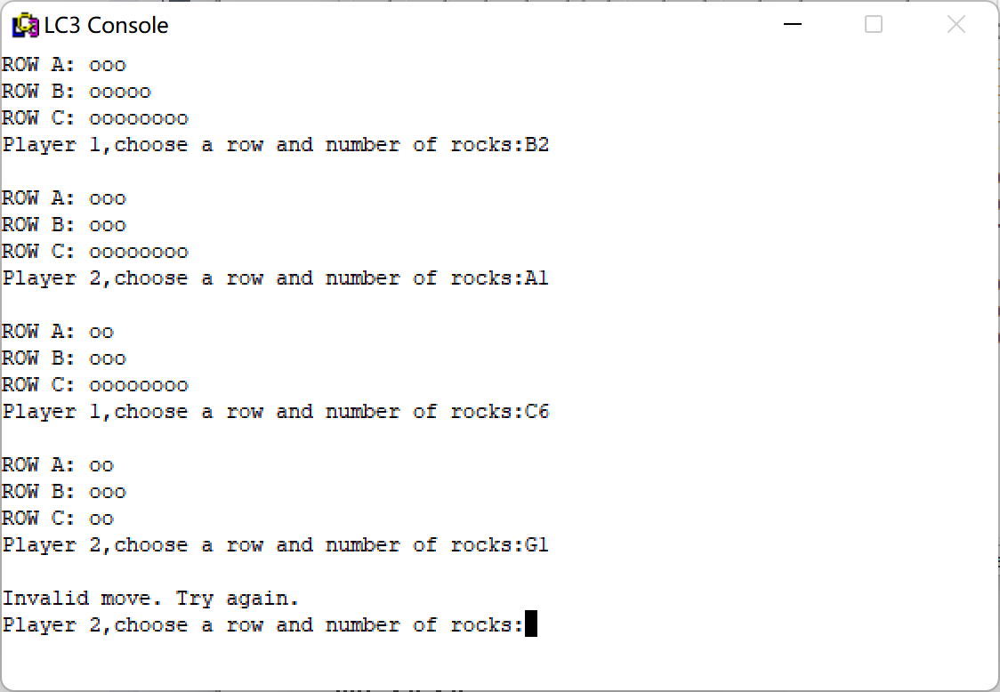 LC3 Console
ROW A: ooo
ROW B: ooooo
ROW C: oooooooo
Player 1,choose a row and number of rocks:B2
ROW A: ooo
ROW B: ooo
ROW C: oooooooo
Player 2,choose a row and number of rocks:A1
ROW A: oo
ROW B: ooo
ROW C: oooooooo
Player 1,choose a row and number of rocks:C6
ROW A: oo
ROW B: ooo
ROW C: oo
Player 2,choose a row and number of rocks:G1
Invalid move. Try again.
Player 2,choose a row and number of rocks: